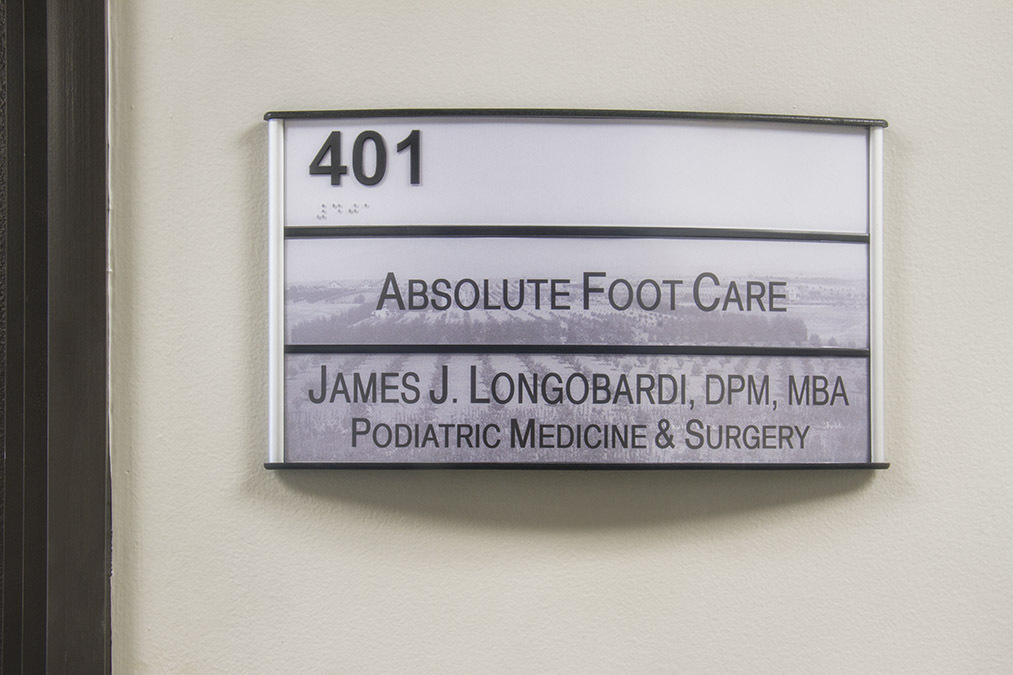 401
⠼⠙⠚⠁
ABSOLUTE FOOT CARE
JAMES J. LONGOBARDI, DPM, MBA
PODIATRIC MEDICINE & SURGERY